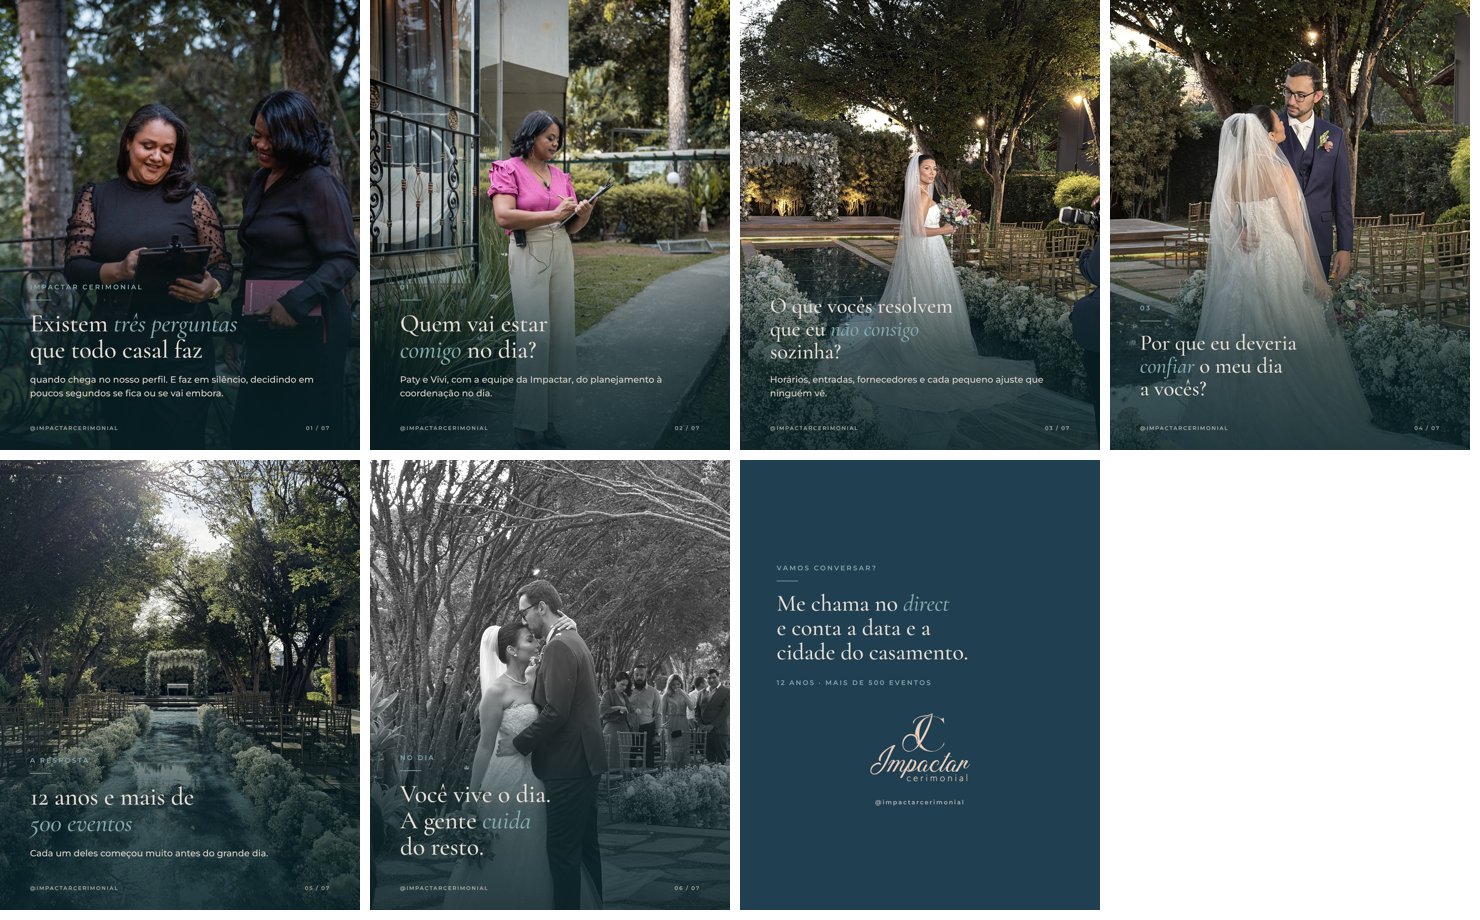 IMPACTAR CERIMONIAL
Existem três perguntas
que todo casal faz
quando chega no nosso perfil. E faz em silêncio, decidindo em
poucos segundos se fica ou se vai embora.
@IMPACTARCERIMONIAL
01 / 07
01
Quem vai estar
comigo no dia?
Paty e Vivi, com a equipe da Impactar, do planejamento à
coordenação no dia.
@IMPACTARCERIMONIAL
02 / 07
O que vocês resolvem
que eu não consigo
sozinha?
Horários, entradas, fornecedores e cada pequeno ajuste que
ninguém vê.
@IMPACTARCERIMONIAL
03 / 07
03
Por que eu deveria
confiar o meu dia
a vocês?
@IMPACTARCERIMONIAL
04 / 07
A RESPOSTA
12 anos e mais de
500 eventos
Cada um deles começou muito antes do grande dia.
@IMPACTARCERIMONIAL
05 / 07
NO DIA
Você vive o dia.
A gente cuida
do resto.
@IMPACTARCERIMONIAL
06 / 07
VAMOS CONVERSAR?
Me chama no direct
e conta a data e a
cidade do casamento.
12 ANOS · MAIS DE 500 EVENTOS
IC
Impactar
cerimonial
@impactarcerimonial